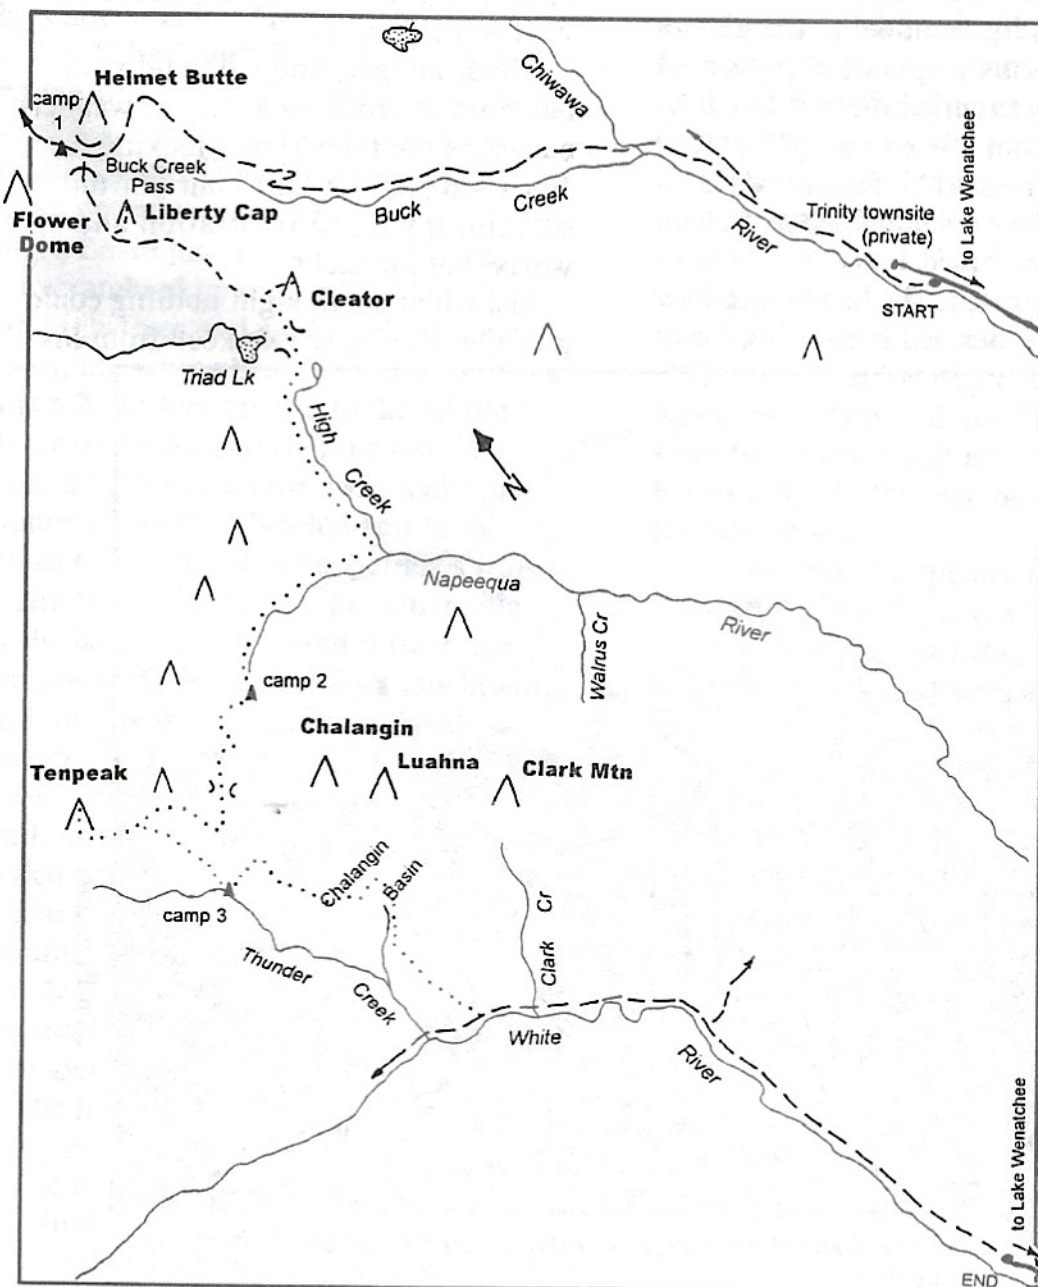 Helmet Butte
camp
1
Chiwawa
Buck Creek
Pass
Liberty Cap
Flower
Dome
Buck
Creek
River
Trinity townsite
(private)
to Lake Wenatchee
START
Cleator
Triad Lk
High
Creek
N
Napeequa
River
Walrus Cr
camp 2
Chalangin
Luahna
Clark Mtn
Tenpeak
Chalangin
Basin
camp 3
Thunder
Creek
Clark
Cr
White
River
to Lake Wenatchee
END